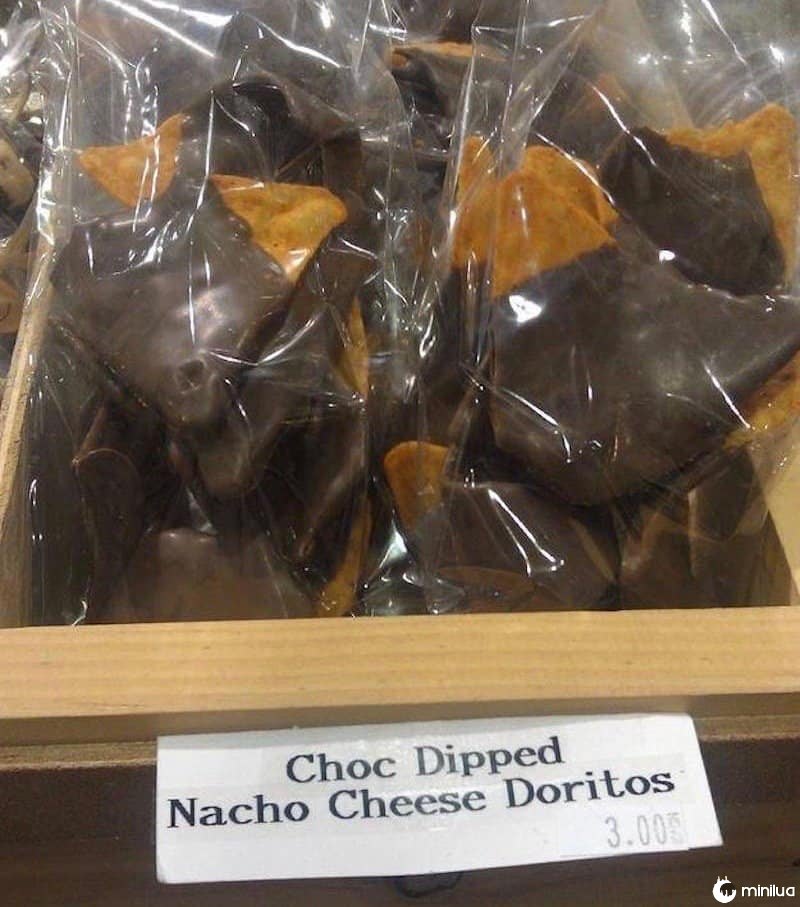 Choc Dipped
Nacho Cheese Doritos
3.00
minilua